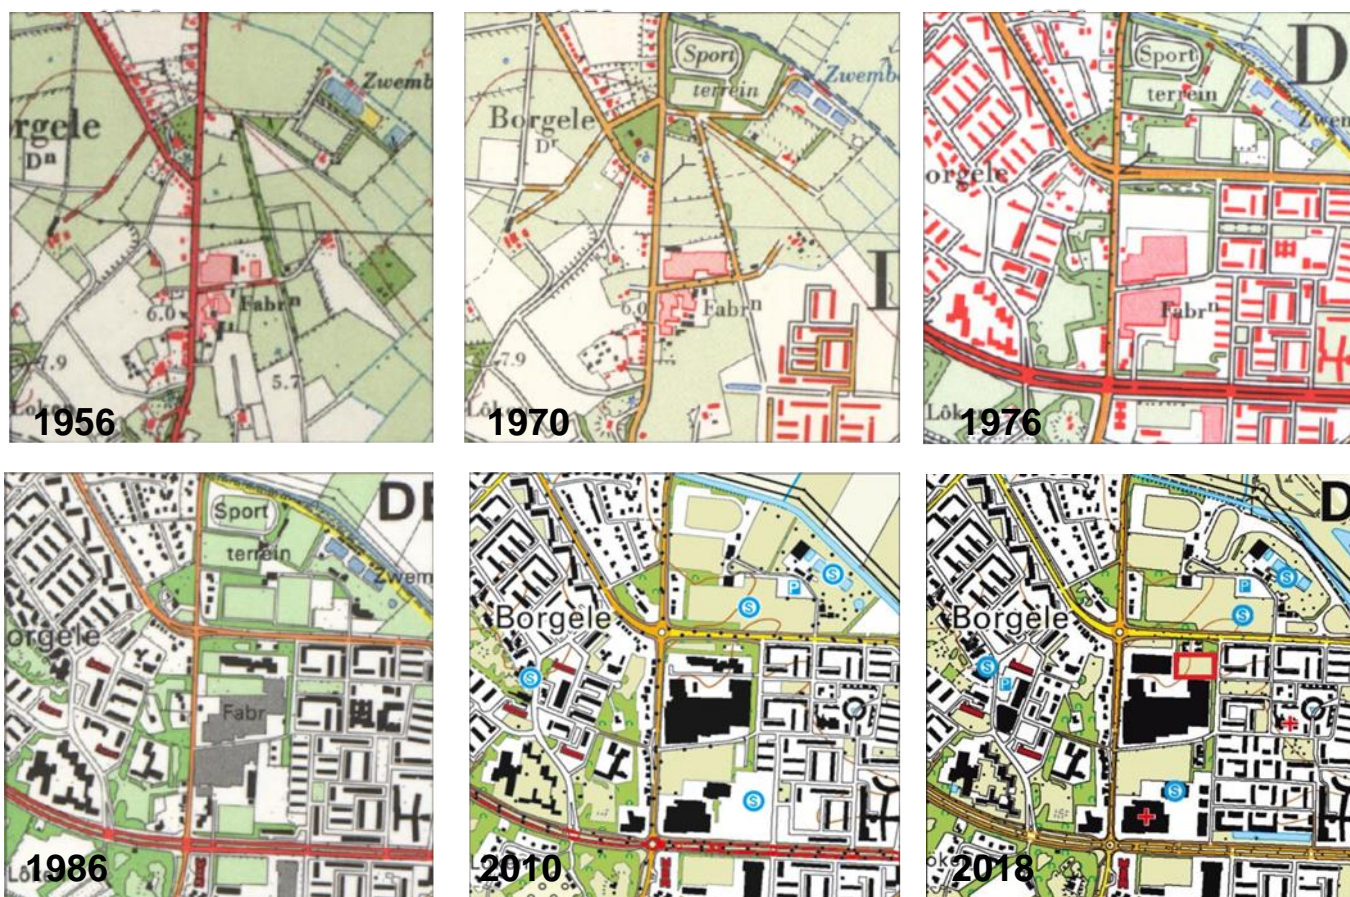 Zwemb
rgele
Dⁿ
Fabrⁿ
6.0
7.9
5.7
1956
Sport
terrein
Zwemb
Borgele
6.0
Fabrⁿ
7.9
1970
D
Sport
terrein
Zwem
orgele
Fabrⁿ
Lôk
1976
DE
Sport
terrein
Zwem
orgele
Fabr
1986
S
P
S
Borgele
S
S
2010
D
S
P
S
Borgele
S
P
S
2018